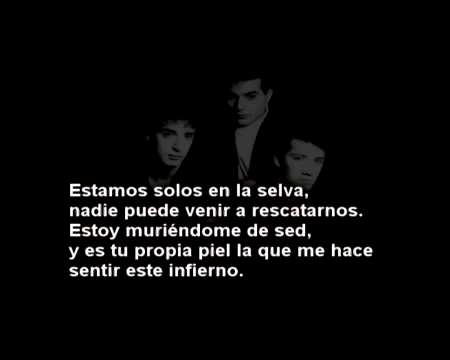 Estamos solos en la selva,
nadie puede venir a rescatarnos.
Estoy muriéndome de sed,
y es tu propia piel la que me hace
sentir este infierno.